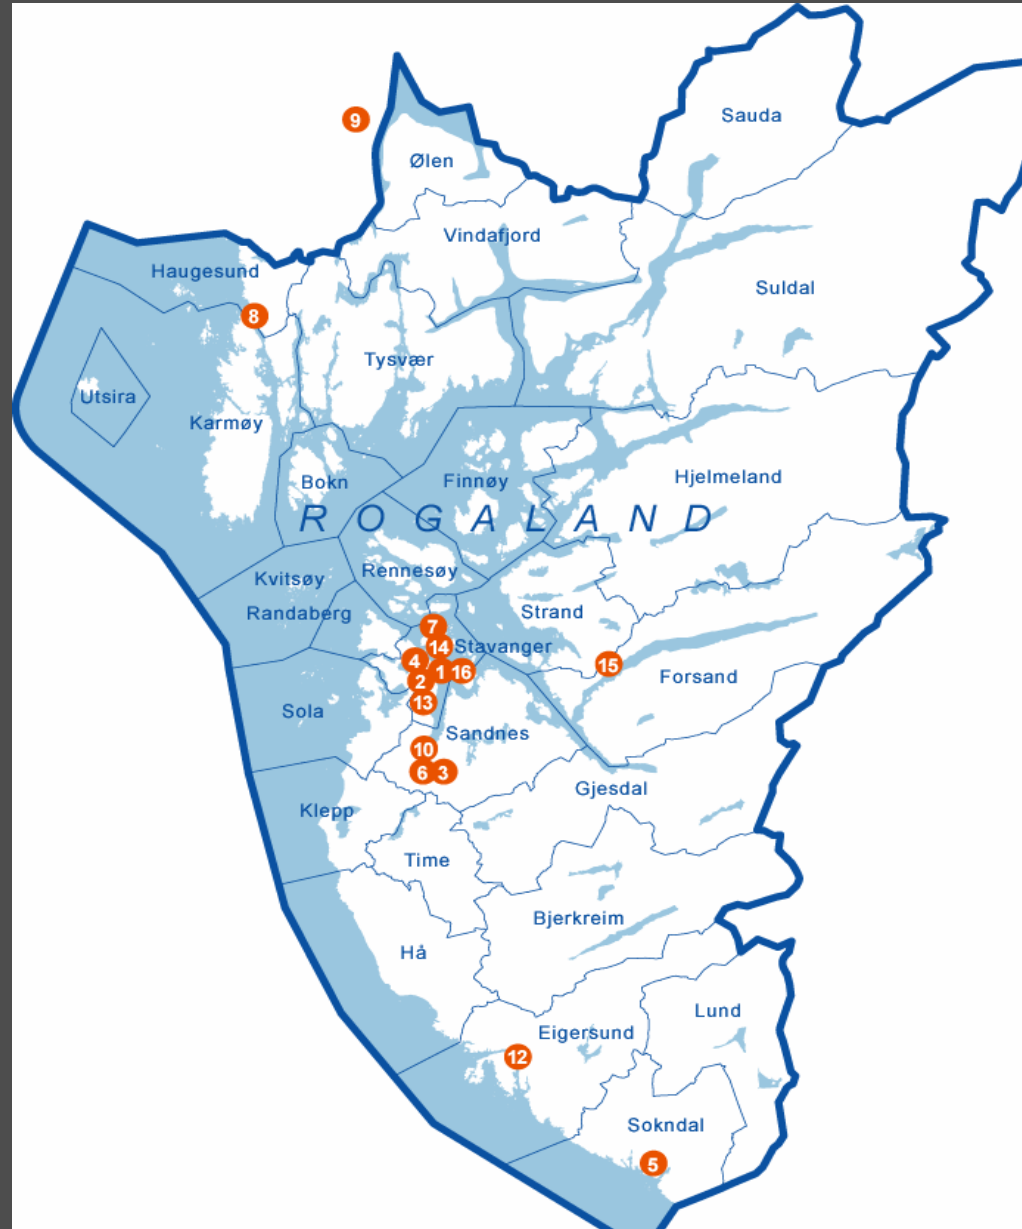 Sauda
9
Ølen
Vindafjord
Haugesund
Suldal
8
Tysvær
Utsira
Karmøy
Hjelmeland
Bokn
Finnøy
ROGALAND
Rennesøy
Kvitsøy
Randaberg
Strand
7
14
Stavanger
4
15
1
16
Forsand
2
13
Sola
Sandnes
10
6
3
Gjesdal
Klepp
Time
Bjerkreim
Hå
Lund
Eigersund
12
Sokndal
5